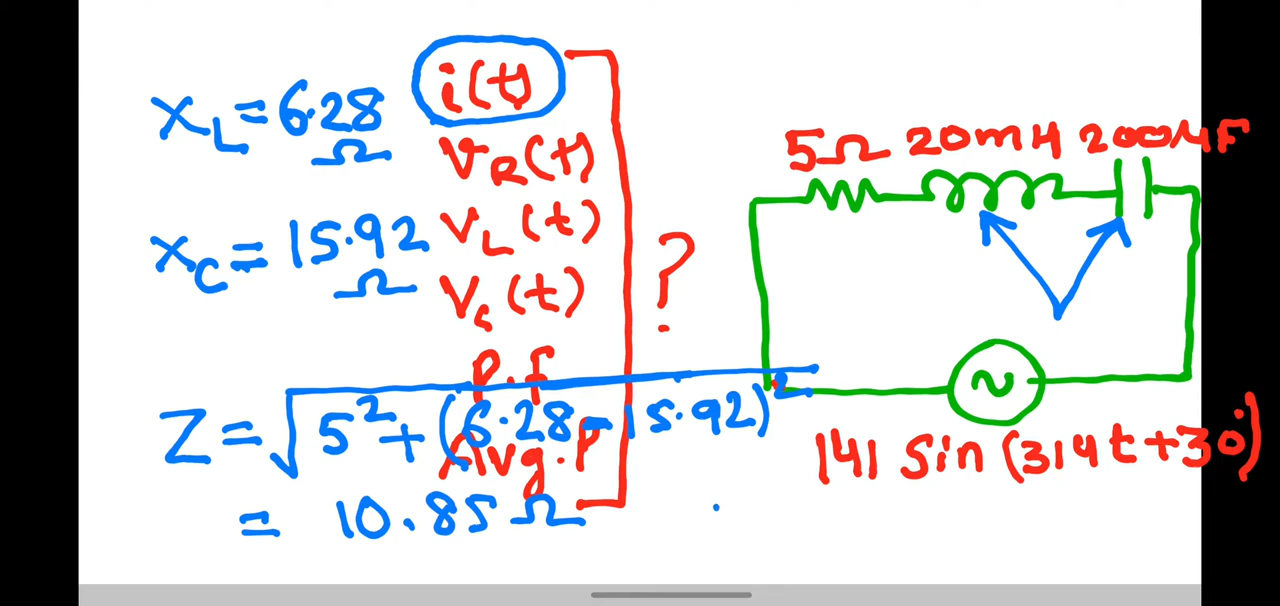 i(t)
X_L = 6.28 Ω
V_R(t)
X_C = 15.92 Ω
V_L(t)
V_c(t)
?
p.f
Avg.P
Z = √5² + (6.28 - 15.92)²
= 10.85 Ω
5Ω 20mH 200μF
~
141 Sin (314t+30°)